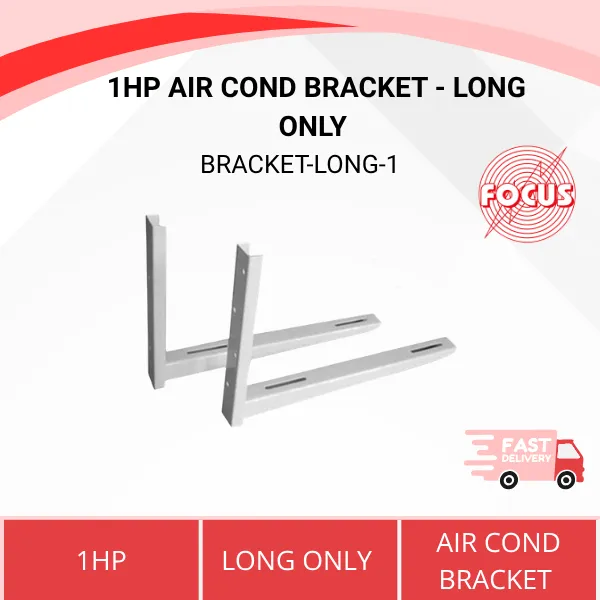 1HP AIR COND BRACKET - LONG
ONLY
BRACKET-LONG-1
FOCUS
FAST
DELIVERY
1HP
LONG ONLY
AIR COND
BRACKET